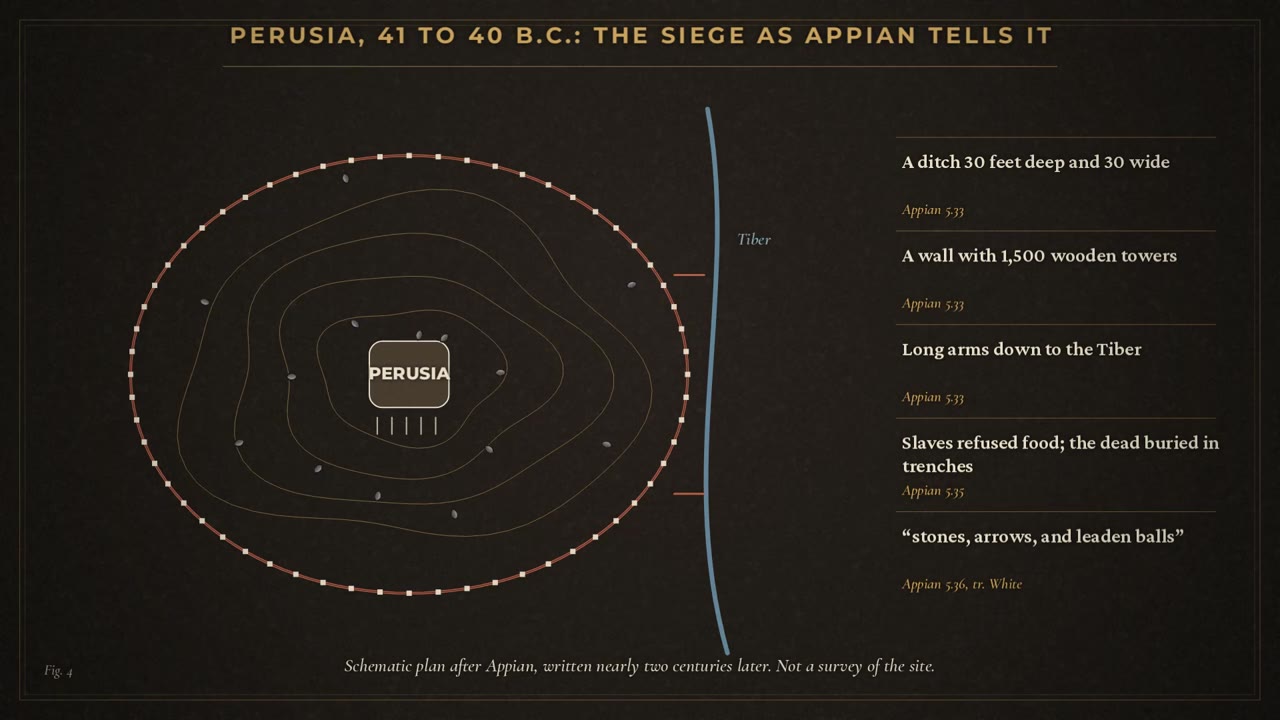 PERUSIA, 41 TO 40 B.C.: THE SIEGE AS APPIAN TELLS IT
Tiber
PERUSIA
A ditch 30 feet deep and 30 wide
Appian 5.33
A wall with 1,500 wooden towers
Appian 5.33
Long arms down to the Tiber
Appian 5.33
Slaves refused food; the dead buried in
trenches
Appian 5.35
“stones, arrows, and leaden balls”
Appian 5.36, tr. White
Schematic plan after Appian, written nearly two centuries later. Not a survey of the site.
Fig. 4